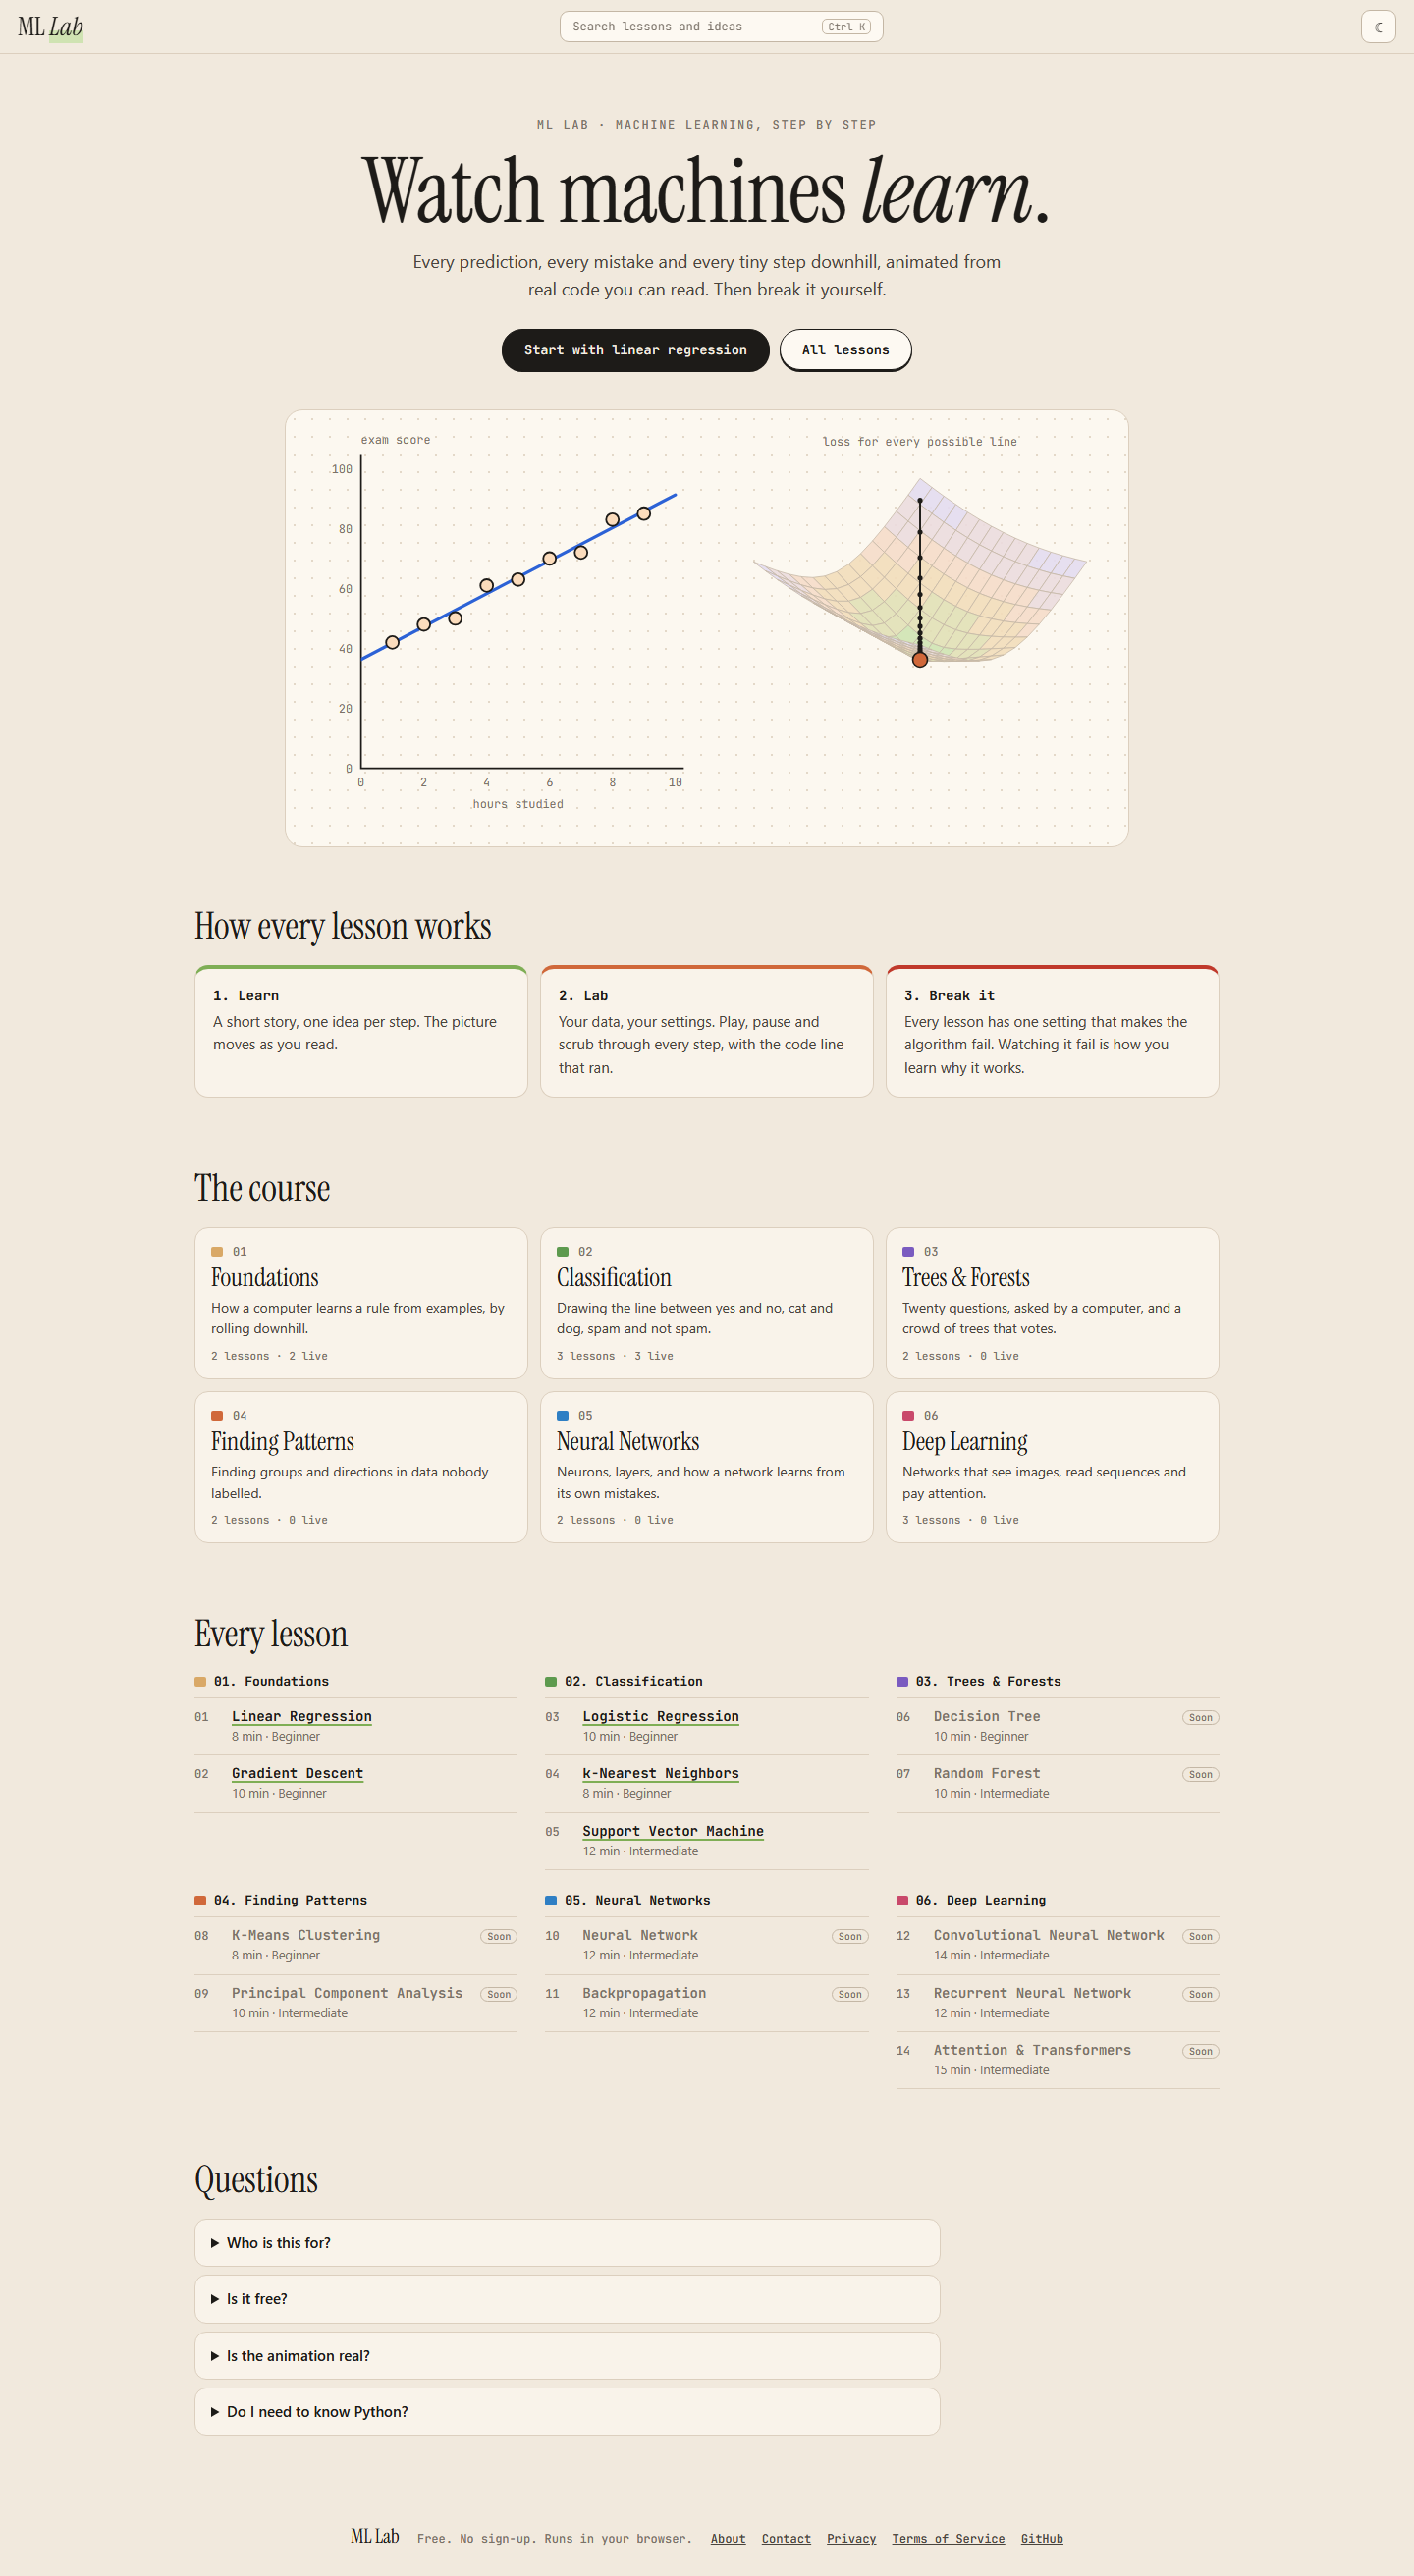 ML Lab
Search lessons and ideas
Ctrl K
ML LAB · MACHINE LEARNING, STEP BY STEP
Watch machines learn.
Every prediction, every mistake and every tiny step downhill, animated from
real code you can read. Then break it yourself.
Start with linear regression
All lessons
exam score
100
80
60
40
20
0
0 2 4 6 8 10
hours studied
loss for every possible line
How every lesson works
1. Learn
A short story, one idea per step. The picture
moves as you read.
2. Lab
Your data, your settings. Play, pause and
scrub through every step, with the code line
that ran.
3. Break it
Every lesson has one setting that makes the
algorithm fail. Watching it fail is how you
learn why it works.
The course
01
Foundations
How a computer learns a rule from examples, by
rolling downhill.
2 lessons · 2 live
02
Classification
Drawing the line between yes and no, cat and
dog, spam and not spam.
3 lessons · 3 live
03
Trees & Forests
Twenty questions, asked by a computer, and a
crowd of trees that votes.
2 lessons · 0 live
04
Finding Patterns
Finding groups and directions in data nobody
labelled.
2 lessons · 0 live
05
Neural Networks
Neurons, layers, and how a network learns from
its own mistakes.
2 lessons · 0 live
06
Deep Learning
Networks that see images, read sequences and
pay attention.
3 lessons · 0 live
Every lesson
01. Foundations
01 Linear Regression
8 min · Beginner
02 Gradient Descent
10 min · Beginner
02. Classification
03 Logistic Regression
10 min · Beginner
04 k-Nearest Neighbors
8 min · Beginner
05 Support Vector Machine
12 min · Intermediate
03. Trees & Forests
06 Decision Tree Soon
10 min · Beginner
07 Random Forest Soon
10 min · Intermediate
04. Finding Patterns
08 K-Means Clustering Soon
8 min · Beginner
09 Principal Component Analysis Soon
10 min · Intermediate
05. Neural Networks
10 Neural Network Soon
12 min · Intermediate
11 Backpropagation Soon
12 min · Intermediate
06. Deep Learning
12 Convolutional Neural Network Soon
14 min · Intermediate
13 Recurrent Neural Network Soon
12 min · Intermediate
14 Attention & Transformers Soon
15 min · Intermediate
Questions
Who is this for?
Is it free?
Is the animation real?
Do I need to know Python?
ML Lab Free. No sign-up. Runs in your browser. About Contact Privacy Terms of Service GitHub